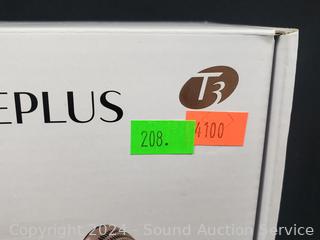 T3
EPLUS
208.
4100
Copyright 2024 - Sound Auction Service